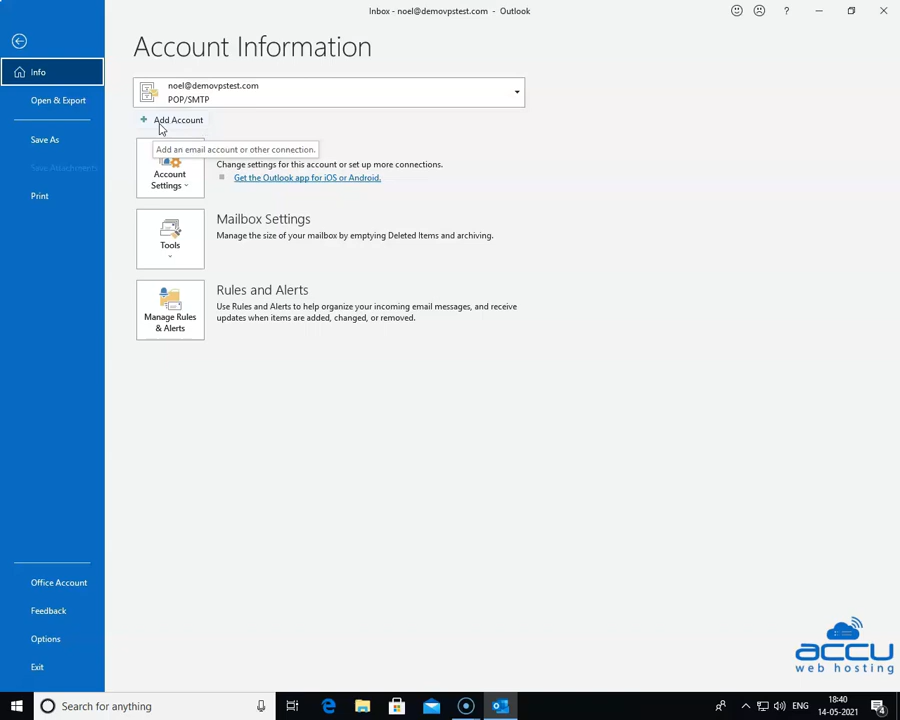 Inbox - noel@demovpstest.com - Outlook
?
Account Information
Info
noel@demovpstest.com
POP/SMTP
Open & Export
Add Account
Save As
Add an email account or other connection.
Change settings for this account or set up more connections.
Save Attachments
Account
Settings
Get the Outlook app for iOS or Android.
Print
Mailbox Settings
Manage the size of your mailbox by emptying Deleted Items and archiving.
Tools
Rules and Alerts
Use Rules and Alerts to help organize your incoming email messages, and receive
updates when items are added, changed, or removed.
Manage Rules
& Alerts
Office Account
Feedback
Options
Exit
accu
web hosting
Search for anything
ENG
18:40
14-05-2021
4